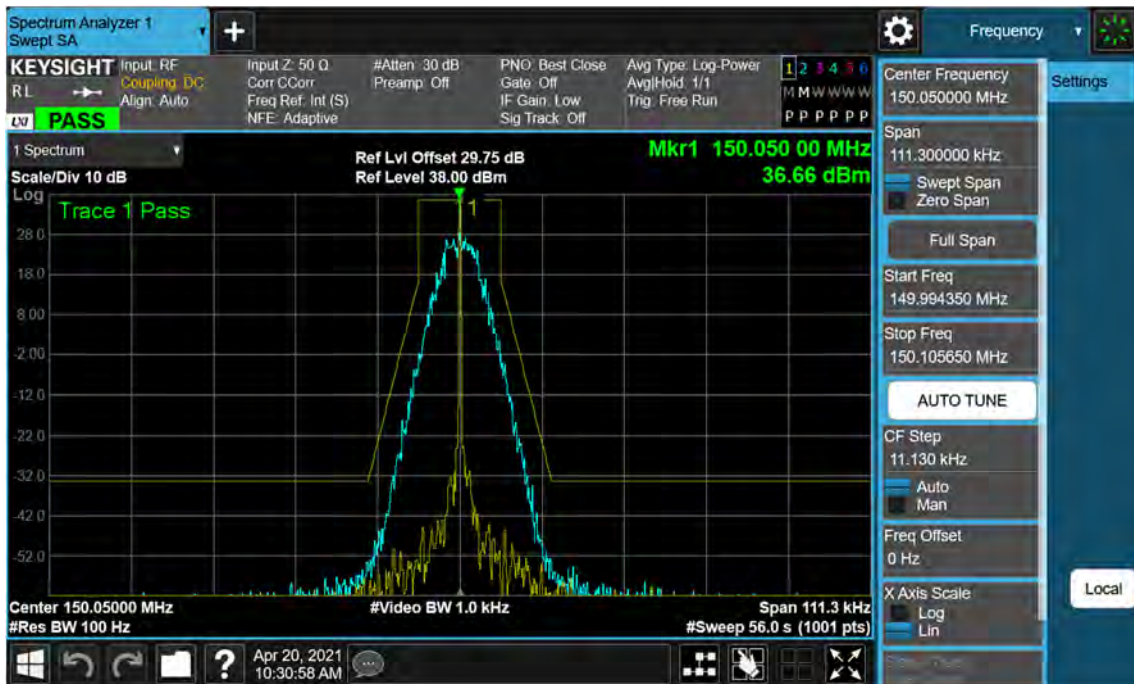 Spectrum Analyzer 1
Swept SA
+
Frequency
KEYSIGHT
RL
LXI PASS
Input: RF
Coupling: DC
Align: Auto
Input Z: 50 Ω
Corr CCorr
Freq Ref: Int (S)
NFE: Adaptive
#Atten: 30 dB
Preamp: Off
PNO: Best Close
Gate: Off
IF Gain: Low
Sig Track: Off
Avg Type: Log-Power
Avg|Hold: 1/1
Trig: Free Run
1 2 3 4 5 6
M M W W W W
P P P P P P
1 Spectrum
Scale/Div 10 dB
Ref Lvl Offset 29.75 dB
Ref Level 38.00 dBm
Mkr1 150.050 00 MHz
36.66 dBm
Log
Trace 1 Pass
1
28.0
18.0
8.00
-2.00
-12.0
-22.0
-32.0
-42.0
-52.0
Center 150.05000 MHz
#Video BW 1.0 kHz
Span 111.3 kHz
#Res BW 100 Hz
#Sweep 56.0 s (1001 pts)
?
Apr 20, 2021
10:30:58 AM
Center Frequency
150.050000 MHz
Settings
Span
111.300000 kHz
Swept Span
Zero Span
Full Span
Start Freq
149.994350 MHz
Stop Freq
150.105650 MHz
AUTO TUNE
CF Step
11.130 kHz
Auto
Man
Freq Offset
0 Hz
X Axis Scale
Log
Lin
Local